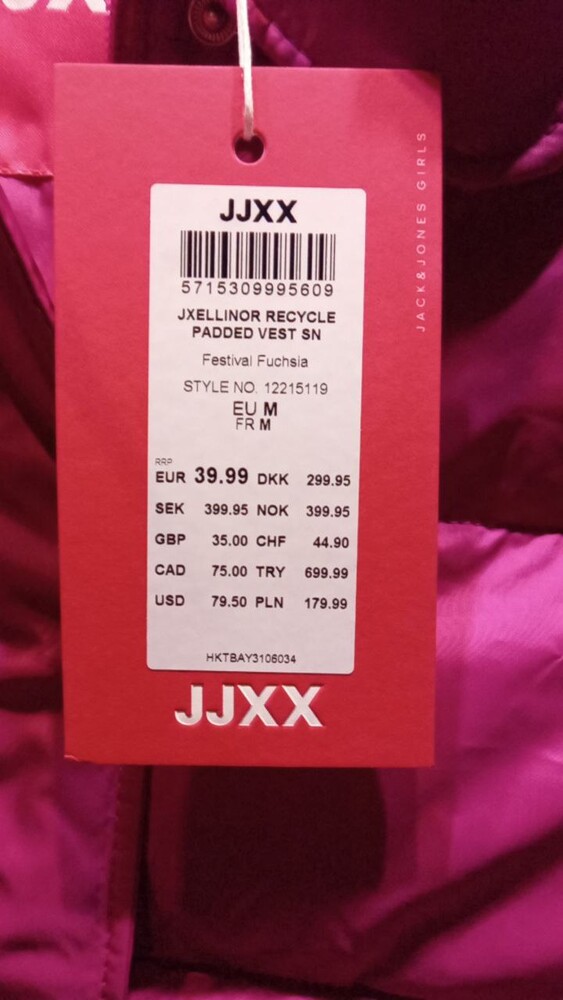 JJXX
5715309995609
JXELLINOR RECYCLE
PADDED VEST SN
Festival Fuchsia
STYLE NO. 12215119
EU M
FR M
RRP
EUR 39.99 DKK 299.95
SEK 399.95 NOK 399.95
GBP 35.00 CHF 44.90
CAD 75.00 TRY 699.99
USD 79.50 PLN 179.99
HKTBAY3106034
JJXX
JACK&JONES GIRLS